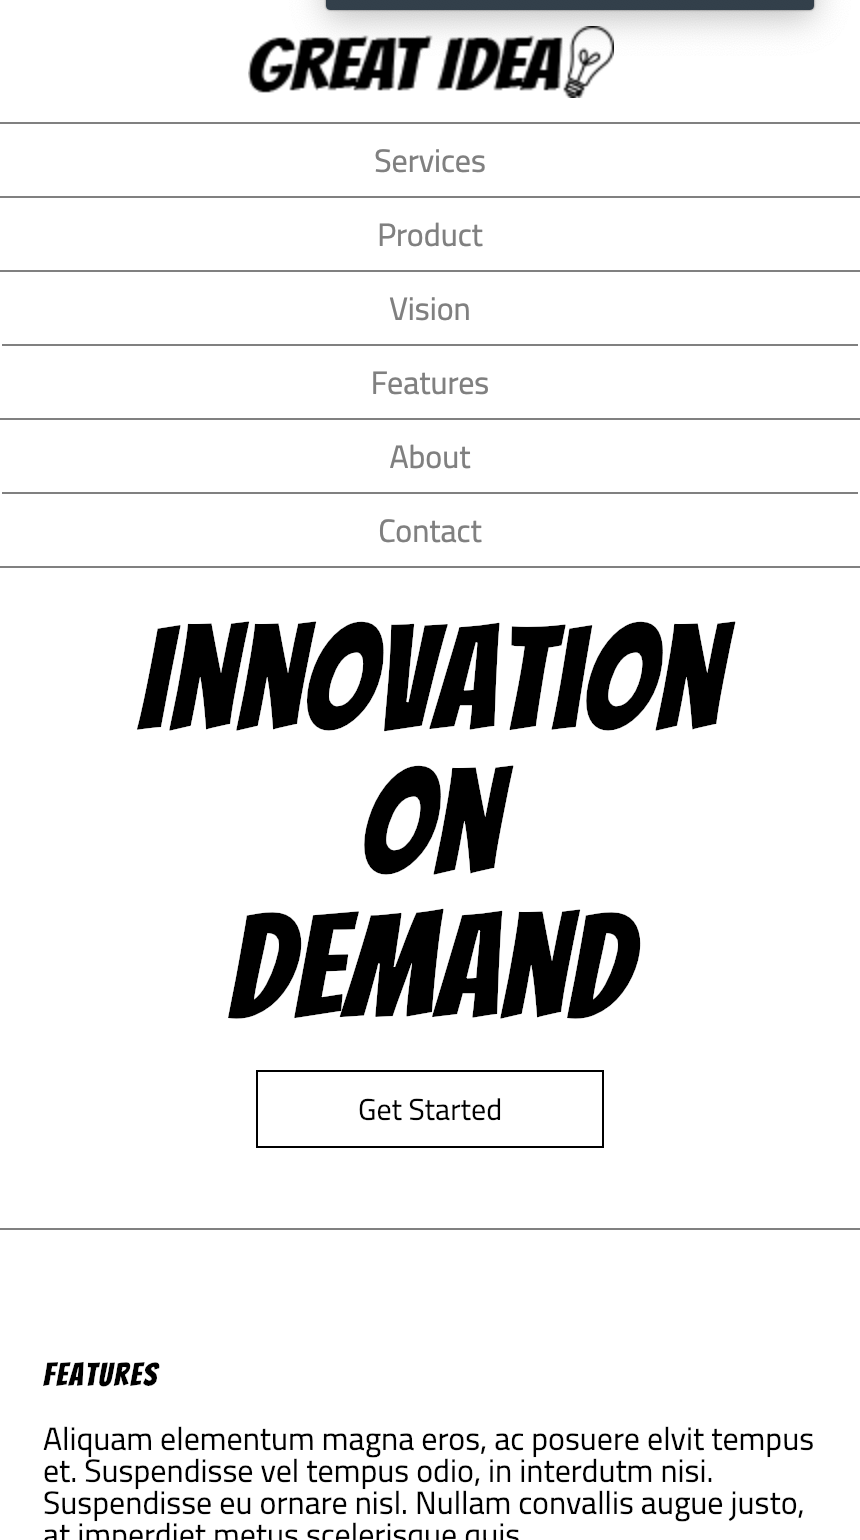 GREAT IDEA
Services
Product
Vision
Features
About
Contact
INNOVATION
ON
DEMAND
Get Started
FEATURES
Aliquam elementum magna eros, ac posuere elvit tempus
et. Suspendisse vel tempus odio, in interdutm nisi.
Suspendisse eu ornare nisl. Nullam convallis augue justo,
at imperdiet metus scelerisque quis.